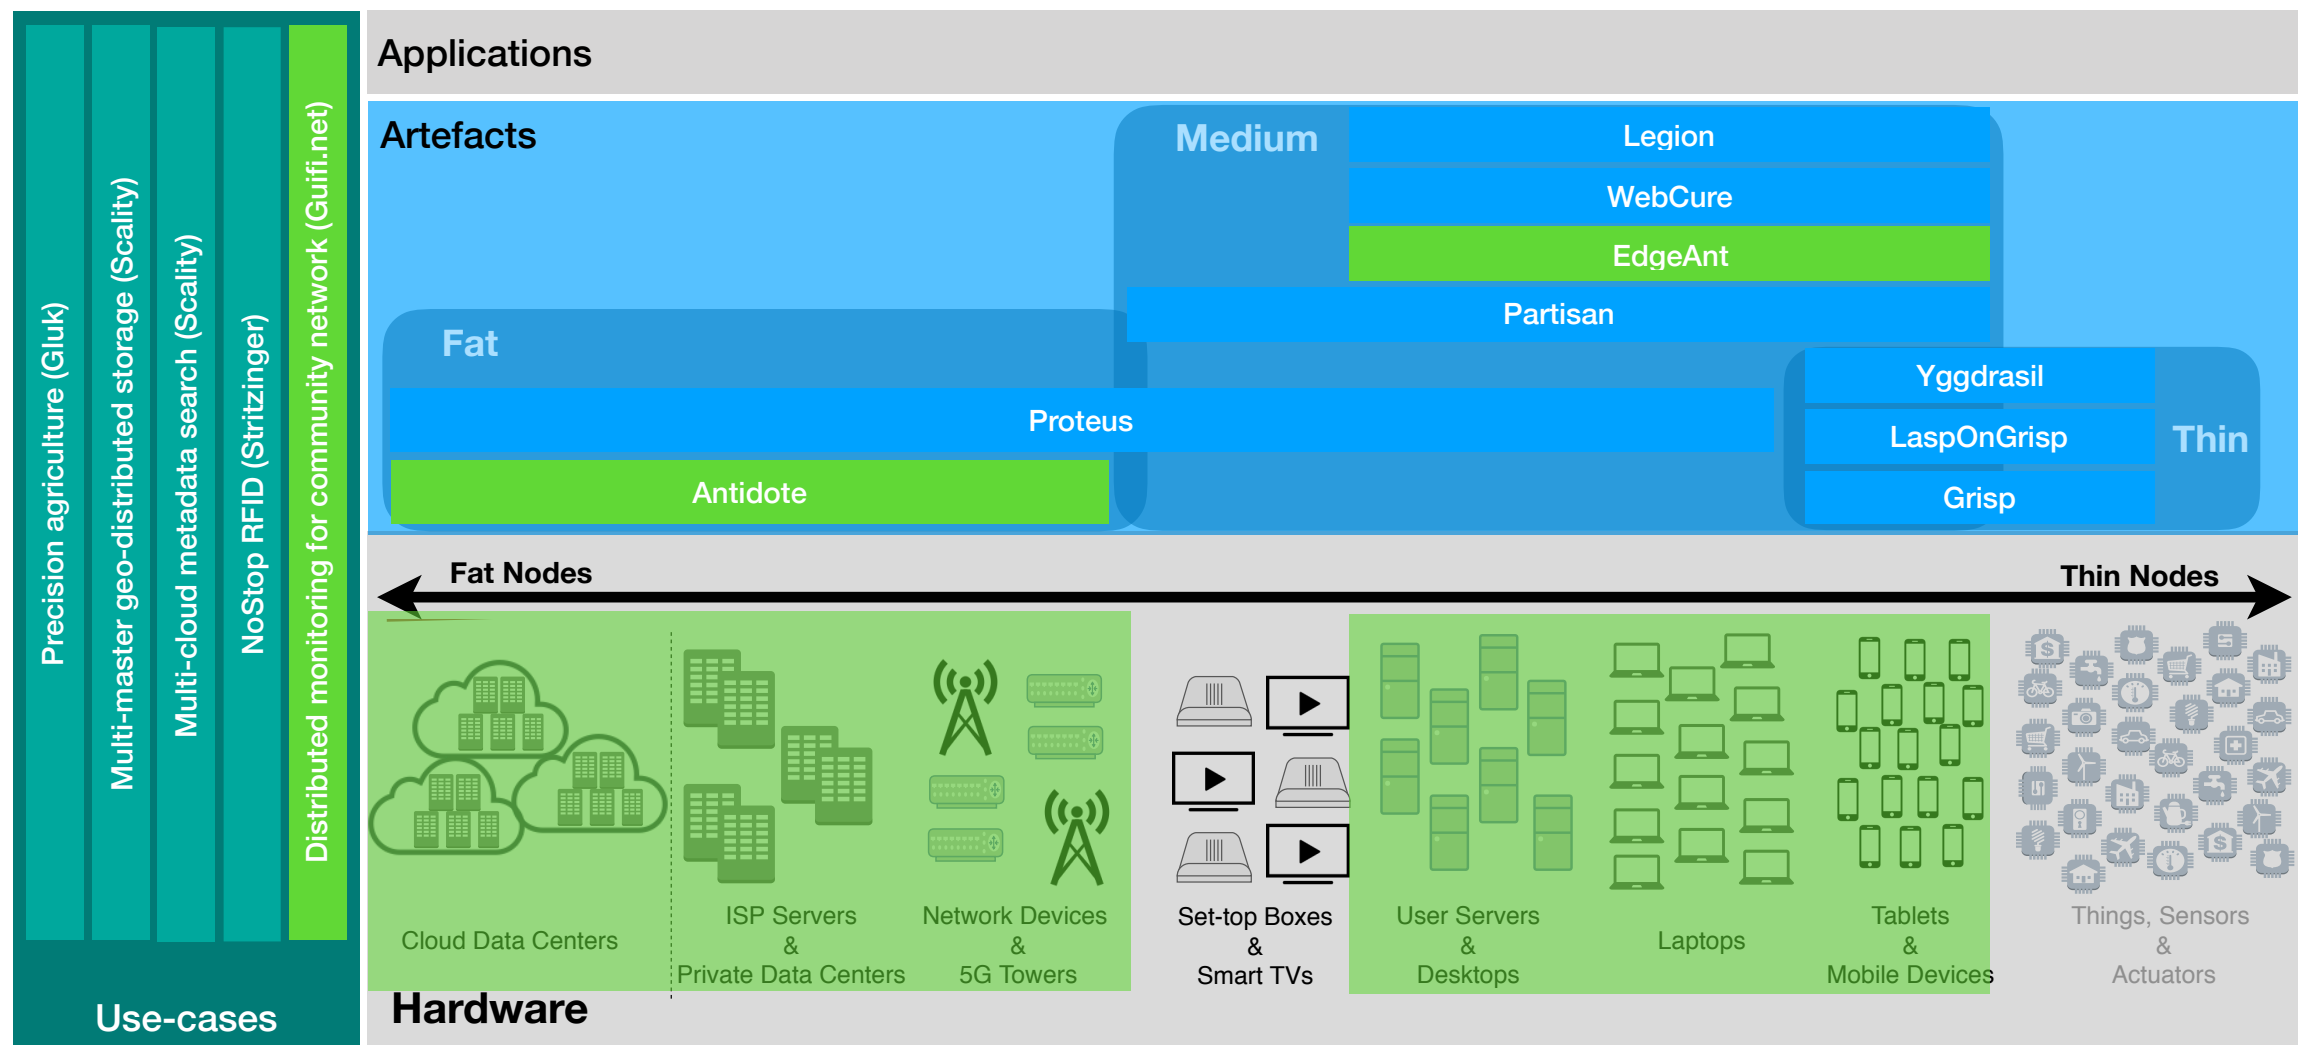 Precision agriculture (Gluk)
Multi-master geo-distributed storage (Scality)
Multi-cloud metadata search (Scality)
NoStop RFID (Stritzinger)
Distributed monitoring for community network (Guifi.net)
Use-cases
Applications
Artefacts
Medium
Legion
WebCure
EdgeAnt
Partisan
Fat
Yggdrasil
Proteus
LaspOnGrisp
Thin
Antidote
Grisp
Fat Nodes
Thin Nodes
Cloud Data Centers
ISP Servers
&
Private Data Centers
Network Devices
&
5G Towers
Set-top Boxes
&
Smart TVs
User Servers
&
Desktops
Laptops
Tablets
&
Mobile Devices
Things, Sensors
&
Actuators
Hardware